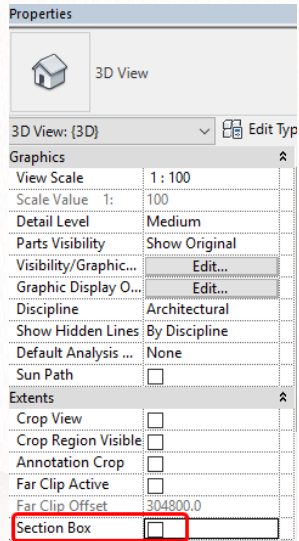 Properties
3D View
3D View: {3D} Edit Typ
Graphics
View Scale 1 : 100
Scale Value 1: 100
Detail Level Medium
Parts Visibility Show Original
Visibility/Graphic... Edit...
Graphic Display O... Edit...
Discipline Architectural
Show Hidden Lines By Discipline
Default Analysis ... None
Sun Path
Extents
Crop View
Crop Region Visible
Annotation Crop
Far Clip Active
Far Clip Offset 304800.0
Section Box